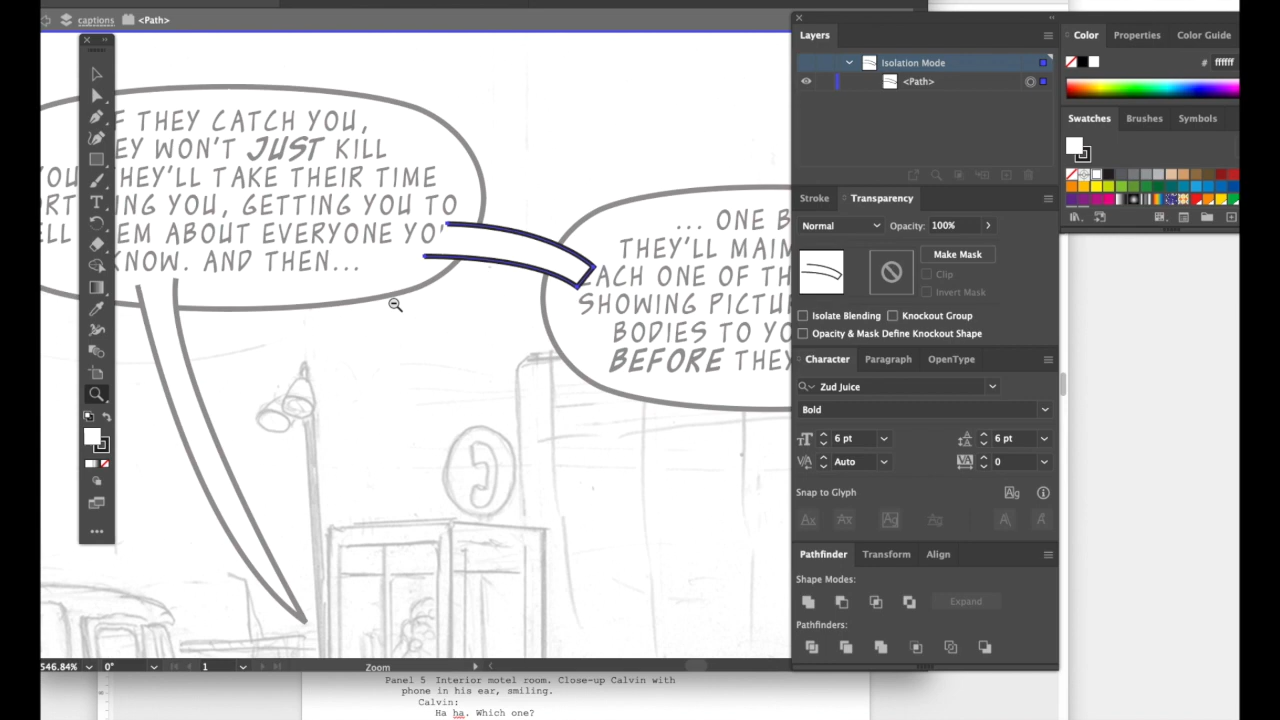 captions <Path>
F THEY CATCH YOU,
EY WON'T JUST KILL
YOU THEY'LL TAKE THEIR TIME
ING YOU, GETTING YOU TO
EM ABOUT EVERYONE YO
KNOW. AND THEN...
... ONE B
THEY'LL MAIM
EACH ONE OF TH
SHOWING PICTUR
BODIES TO YO
BEFORE THEY
Layers
Isolation Mode
<Path>
Stroke Transparency
Normal Opacity: 100%
Make Mask
Clip
Invert Mask
Isolate Blending Knockout Group
Opacity & Mask Define Knockout Shape
Character Paragraph OpenType
Zud Juice
Bold
6 pt 6 pt
Auto 0
Snap to Glyph
Pathfinder Transform Align
Shape Modes:
Expand
Pathfinders:
Color Properties Color Guide
# ffffff
Swatches Brushes Symbols
546.84% 0° 1 Zoom
Panel 5 Interior motel room. Close-up Calvin with
phone in his ear, smiling.
Calvin:
Ha ha. Which one?